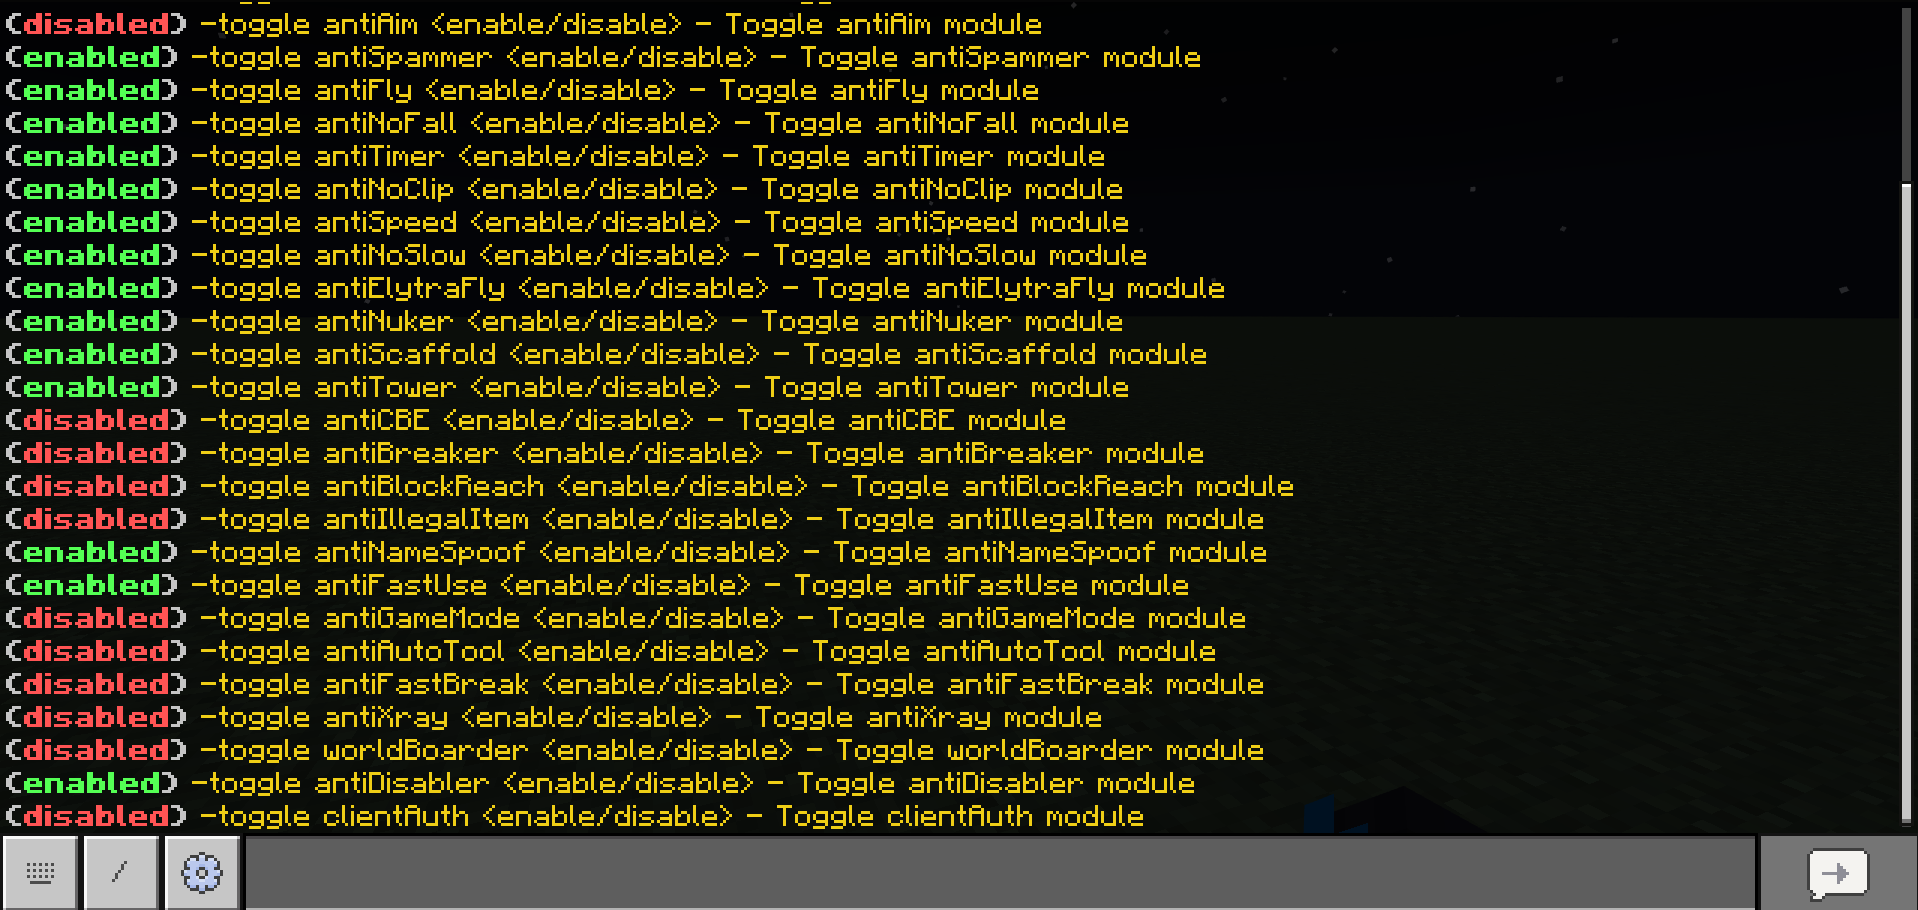 (disabled) -toggle antiAim <enable/disable> - Toggle antiAim module
(enabled) -toggle antiSpammer <enable/disable> - Toggle antiSpammer module
(enabled) -toggle antiFly <enable/disable> - Toggle antiFly module
(enabled) -toggle antiNoFall <enable/disable> - Toggle antiNoFall module
(enabled) -toggle antiTimer <enable/disable> - Toggle antiTimer module
(enabled) -toggle antiNoClip <enable/disable> - Toggle antiNoClip module
(enabled) -toggle antiSpeed <enable/disable> - Toggle antiSpeed module
(enabled) -toggle antiNoSlow <enable/disable> - Toggle antiNoSlow module
(enabled) -toggle antiElytraFly <enable/disable> - Toggle antiElytraFly module
(enabled) -toggle antiNuker <enable/disable> - Toggle antiNuker module
(enabled) -toggle antiScaffold <enable/disable> - Toggle antiScaffold module
(enabled) -toggle antiTower <enable/disable> - Toggle antiTower module
(disabled) -toggle antiCBE <enable/disable> - Toggle antiCBE module
(disabled) -toggle antiBreaker <enable/disable> - Toggle antiBreaker module
(disabled) -toggle antiBlockReach <enable/disable> - Toggle antiBlockReach module
(disabled) -toggle antiIllegalItem <enable/disable> - Toggle antiIllegalItem module
(enabled) -toggle antiNameSpoof <enable/disable> - Toggle antiNameSpoof module
(enabled) -toggle antiFastUse <enable/disable> - Toggle antiFastUse module
(disabled) -toggle antiGameMode <enable/disable> - Toggle antiGameMode module
(disabled) -toggle antiAutoTool <enable/disable> - Toggle antiAutoTool module
(disabled) -toggle antiFastBreak <enable/disable> - Toggle antiFastBreak module
(disabled) -toggle antiXray <enable/disable> - Toggle antiXray module
(disabled) -toggle worldBoarder <enable/disable> - Toggle worldBoarder module
(enabled) -toggle antiDisabler <enable/disable> - Toggle antiDisabler module
(disabled) -toggle clientAuth <enable/disable> - Toggle clientAuth module
/